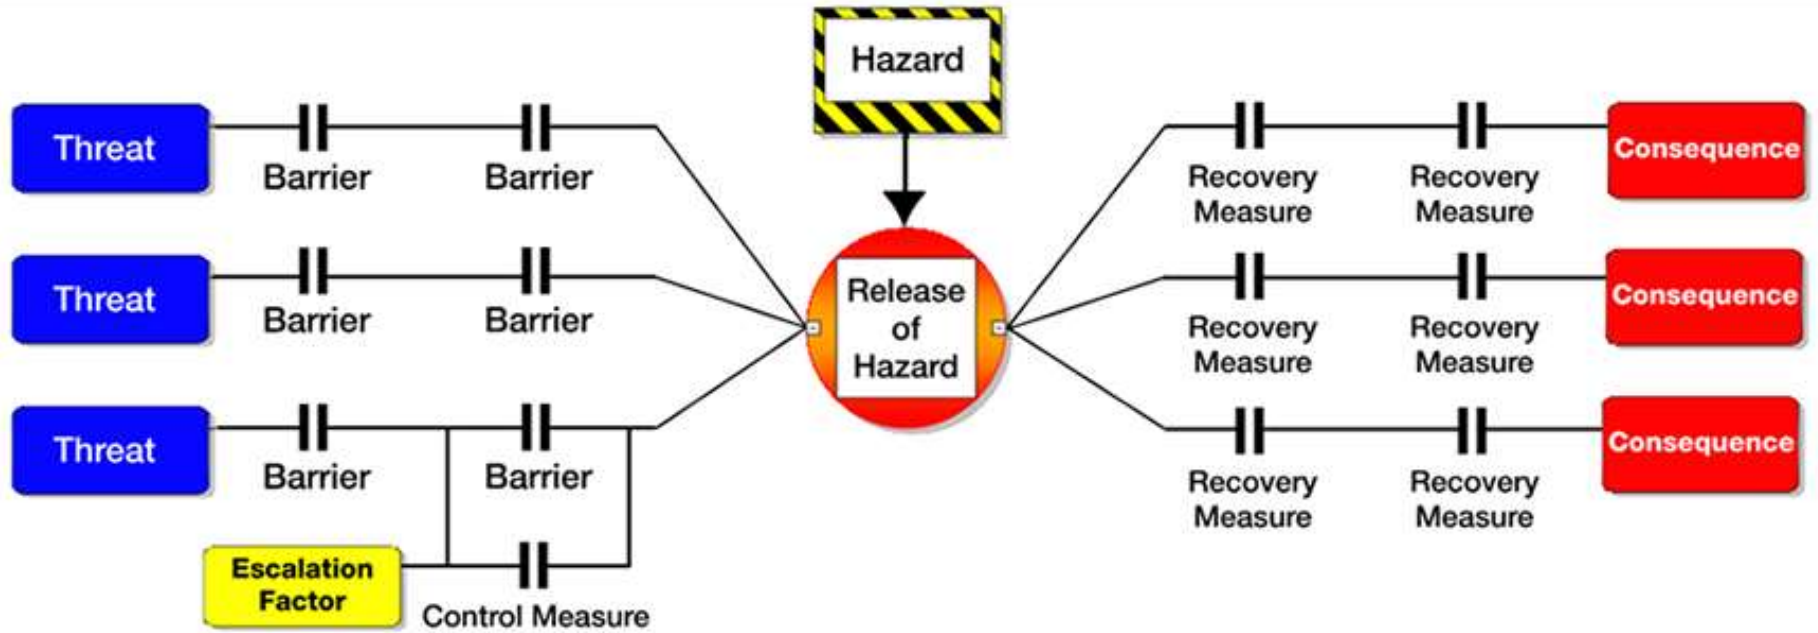 Hazard
Threat
Barrier
Barrier
Recovery
Measure
Recovery
Measure
Consequence
Threat
Barrier
Barrier
Release
of
Hazard
Recovery
Measure
Recovery
Measure
Consequence
Threat
Barrier
Barrier
Recovery
Measure
Recovery
Measure
Consequence
Escalation
Factor
Control Measure